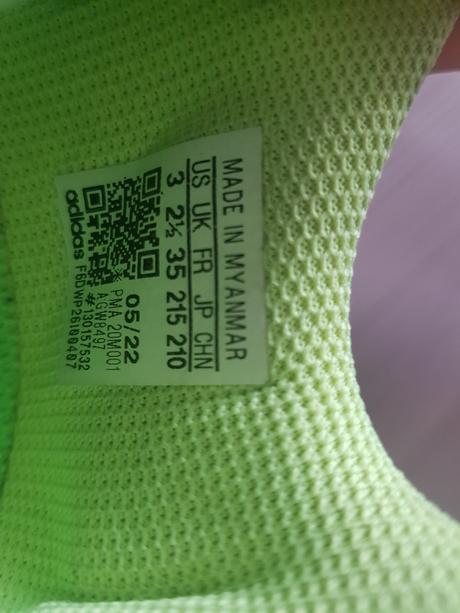 MADE IN MYANMAR
US UK FR JP CHN
3 2½ 35 215 210
05/22
PMA 20M001
AGW8497
#130157532
adidas F6DWP26100407